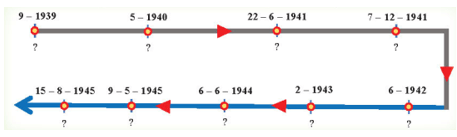 9 – 1939 5 – 1940 22 – 6 – 1941 7 – 12 – 1941
? ? ? ?
15 – 8 – 1945 9 – 5 – 1945 6 – 6 – 1944 2 – 1943 6 – 1942
? ? ? ? ?